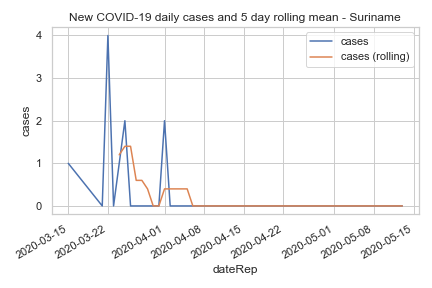 New COVID-19 daily cases and 5 day rolling mean - Suriname
cases
cases (rolling)
4
3
2
1
0
cases
2020-03-15
2020-03-22
2020-04-01
2020-04-08
2020-04-15
2020-04-22
2020-05-01
2020-05-08
2020-05-15
dateRep